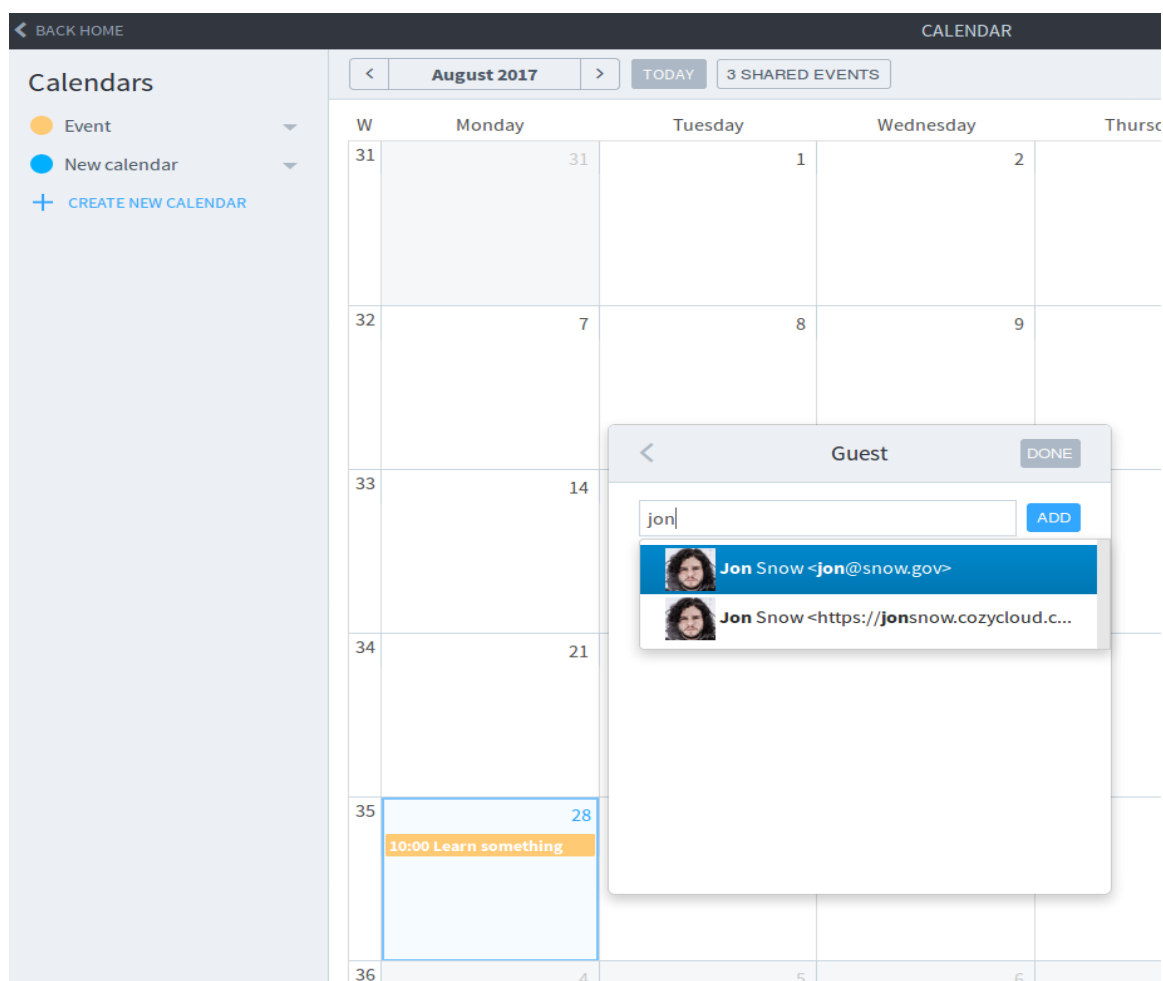 BACK HOME
CALENDAR
Calendars
Event
New calendar
CREATE NEW CALENDAR
August 2017
TODAY
3 SHARED EVENTS
W Monday Tuesday Wednesday Thursd
31 31 1 2
32 7 8 9
33 14
34 21
35 28
10:00 Learn something
36 4 5 6
Guest
DONE
jon
ADD
Jon Snow <jon@snow.gov>
Jon Snow <https://jonsnow.cozycloud.c...